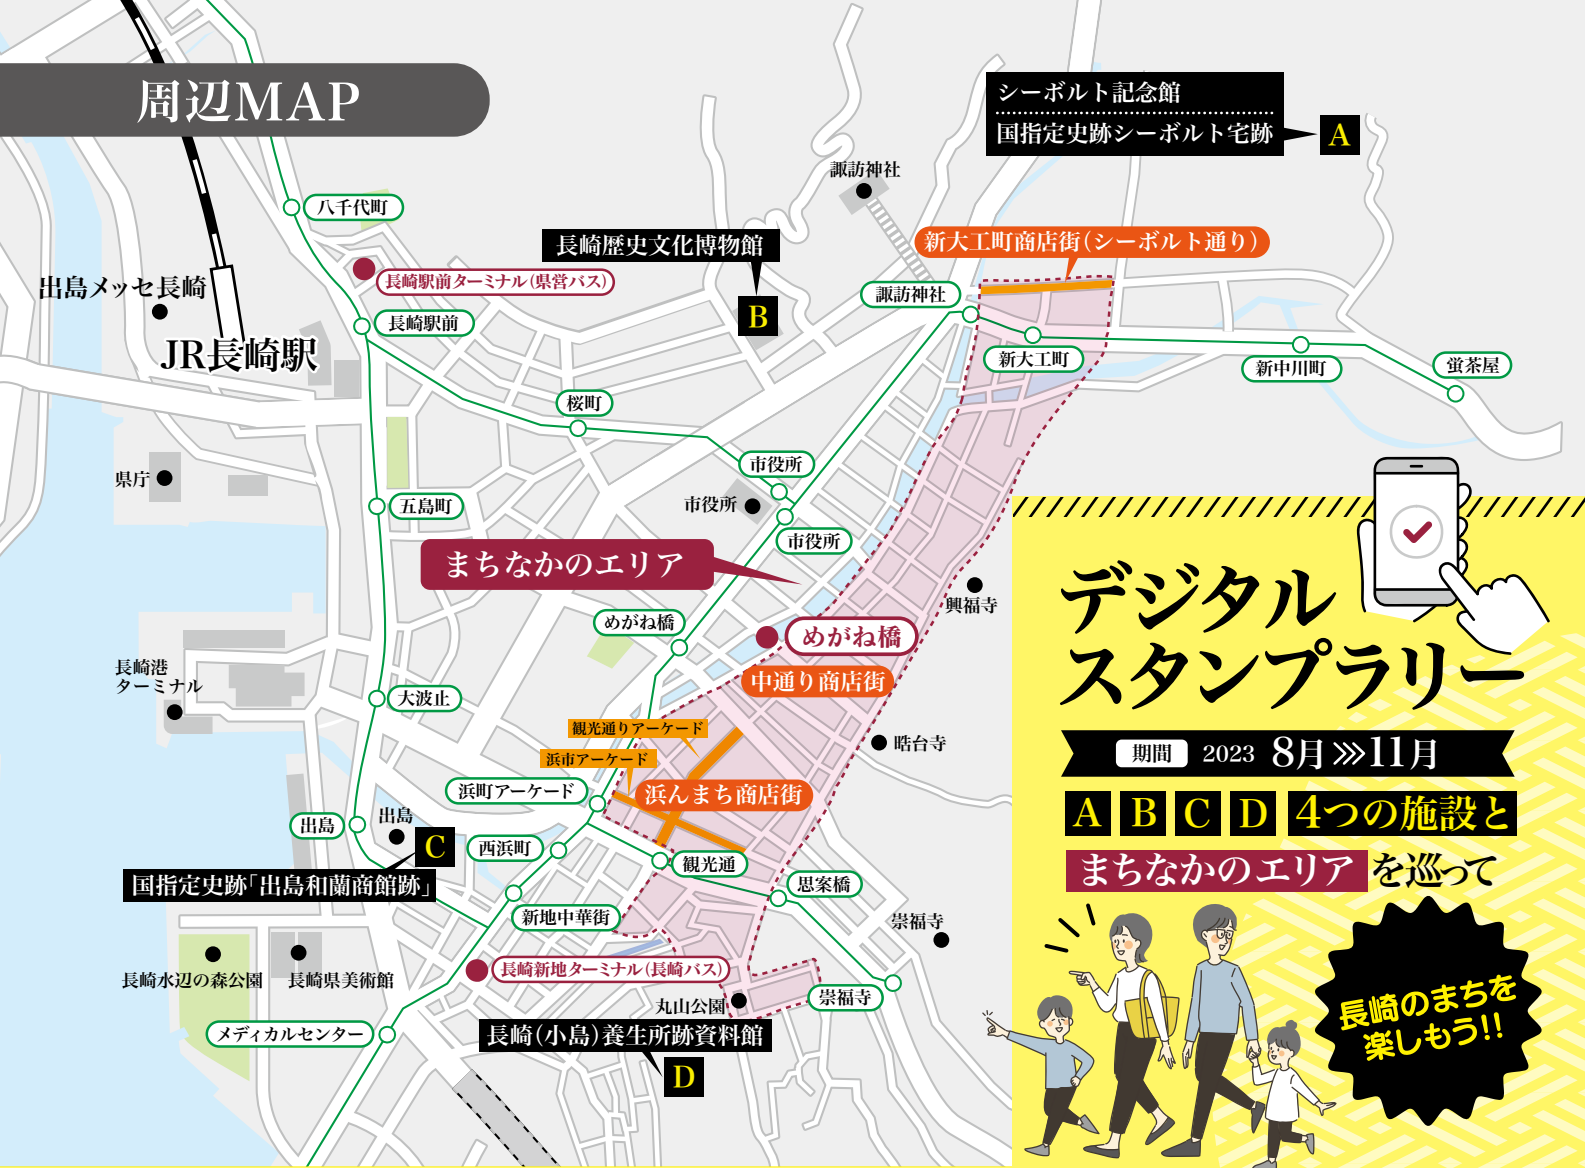 周辺MAP
シーボルト記念館
国指定史跡シーボルト宅跡
A
諏訪神社
八千代町
長崎歴史文化博物館
B
新大工町商店街(シーボルト通り)
長崎駅前ターミナル(県営バス)
出島メッセ長崎
諏訪神社
長崎駅前
JR長崎駅
新大工町
新中川町
蛍茶屋
桜町
市役所
県庁
五島町
市役所
市役所
まちなかのエリア
興福寺
めがね橋
めがね橋
長崎港
ターミナル
中通り商店街
大波止
観光通りアーケード
浜市アーケード
晧台寺
浜町アーケード
浜んまち商店街
出島
出島
C
西浜町
観光通
国指定史跡「出島和蘭商館跡」
思案橋
新地中華街
崇福寺
長崎水辺の森公園
長崎県美術館
長崎新地ターミナル(長崎バス)
崇福寺
丸山公園
メディカルセンター
長崎(小島)養生所跡資料館
D
デジタル
スタンプラリー
期間 2023 8月>>>11月
A B C D 4つの施設と
まちなかのエリアを巡って
長崎のまちを
楽しもう!!